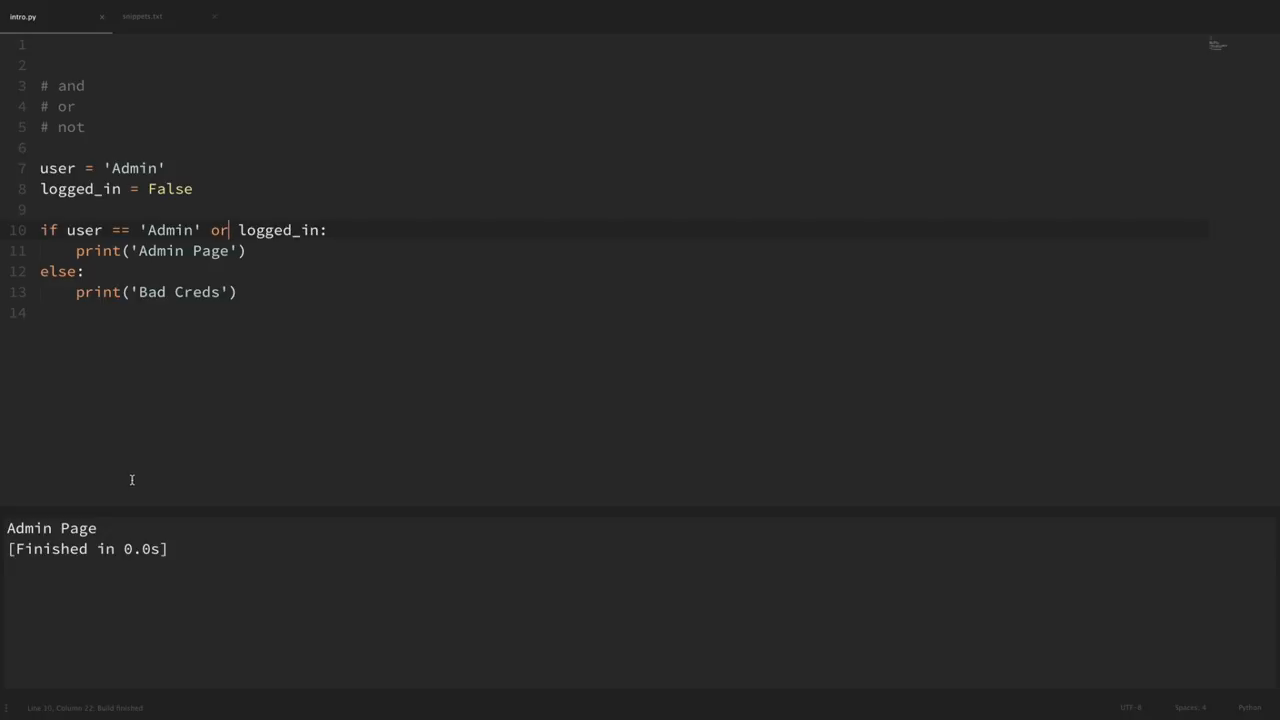 intro.py × snippets.txt ×
1
2
3 # and
4 # or
5 # not
6
7 user = 'Admin'
8 logged_in = False
9
10 if user == 'Admin' or logged_in:
11     print('Admin Page')
12 else:
13     print('Bad Creds')
14
Admin Page
[Finished in 0.0s]
Line 10, Column 22; Build finished UTF-8 Spaces: 4 Python